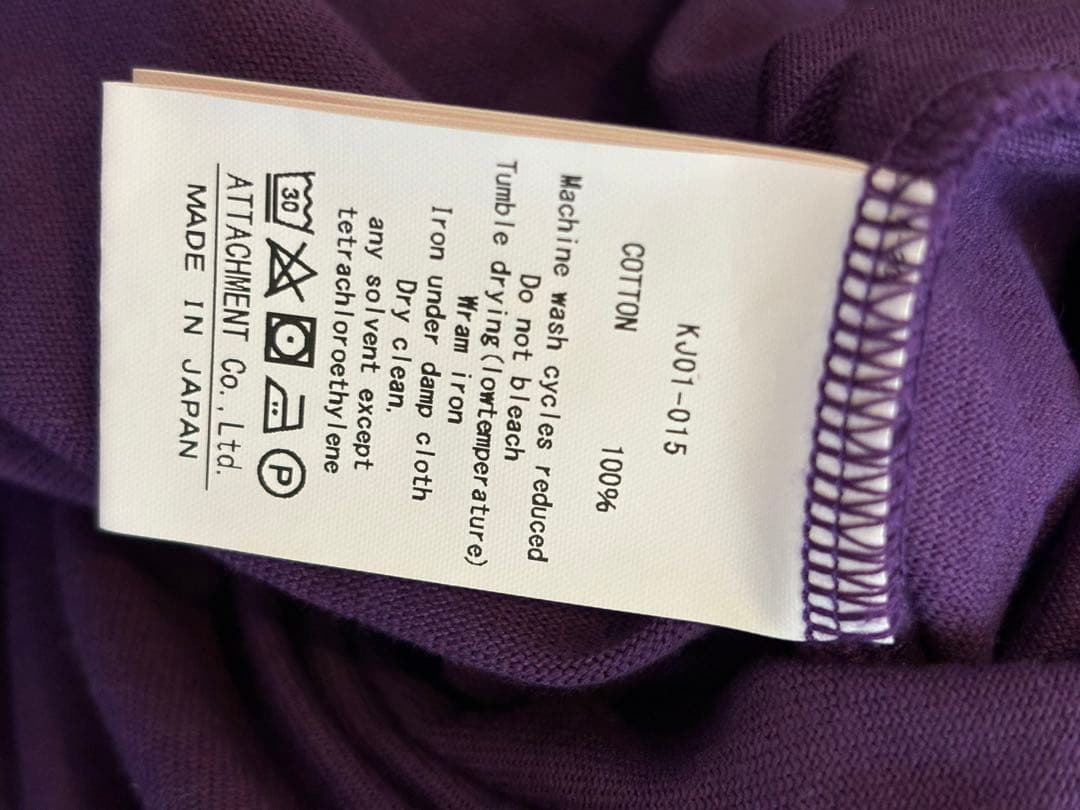 KJ01-015
COTTON 100%
Machine wash cycles reduced
Do not bleach
Tumble drying(lowtemperature)
Wram iron
Iron under damp cloth
Dry clean,
any solvent except
tetrachloroethylene
30 P
ATTACHMENT Co.,Ltd.
MADE IN JAPAN